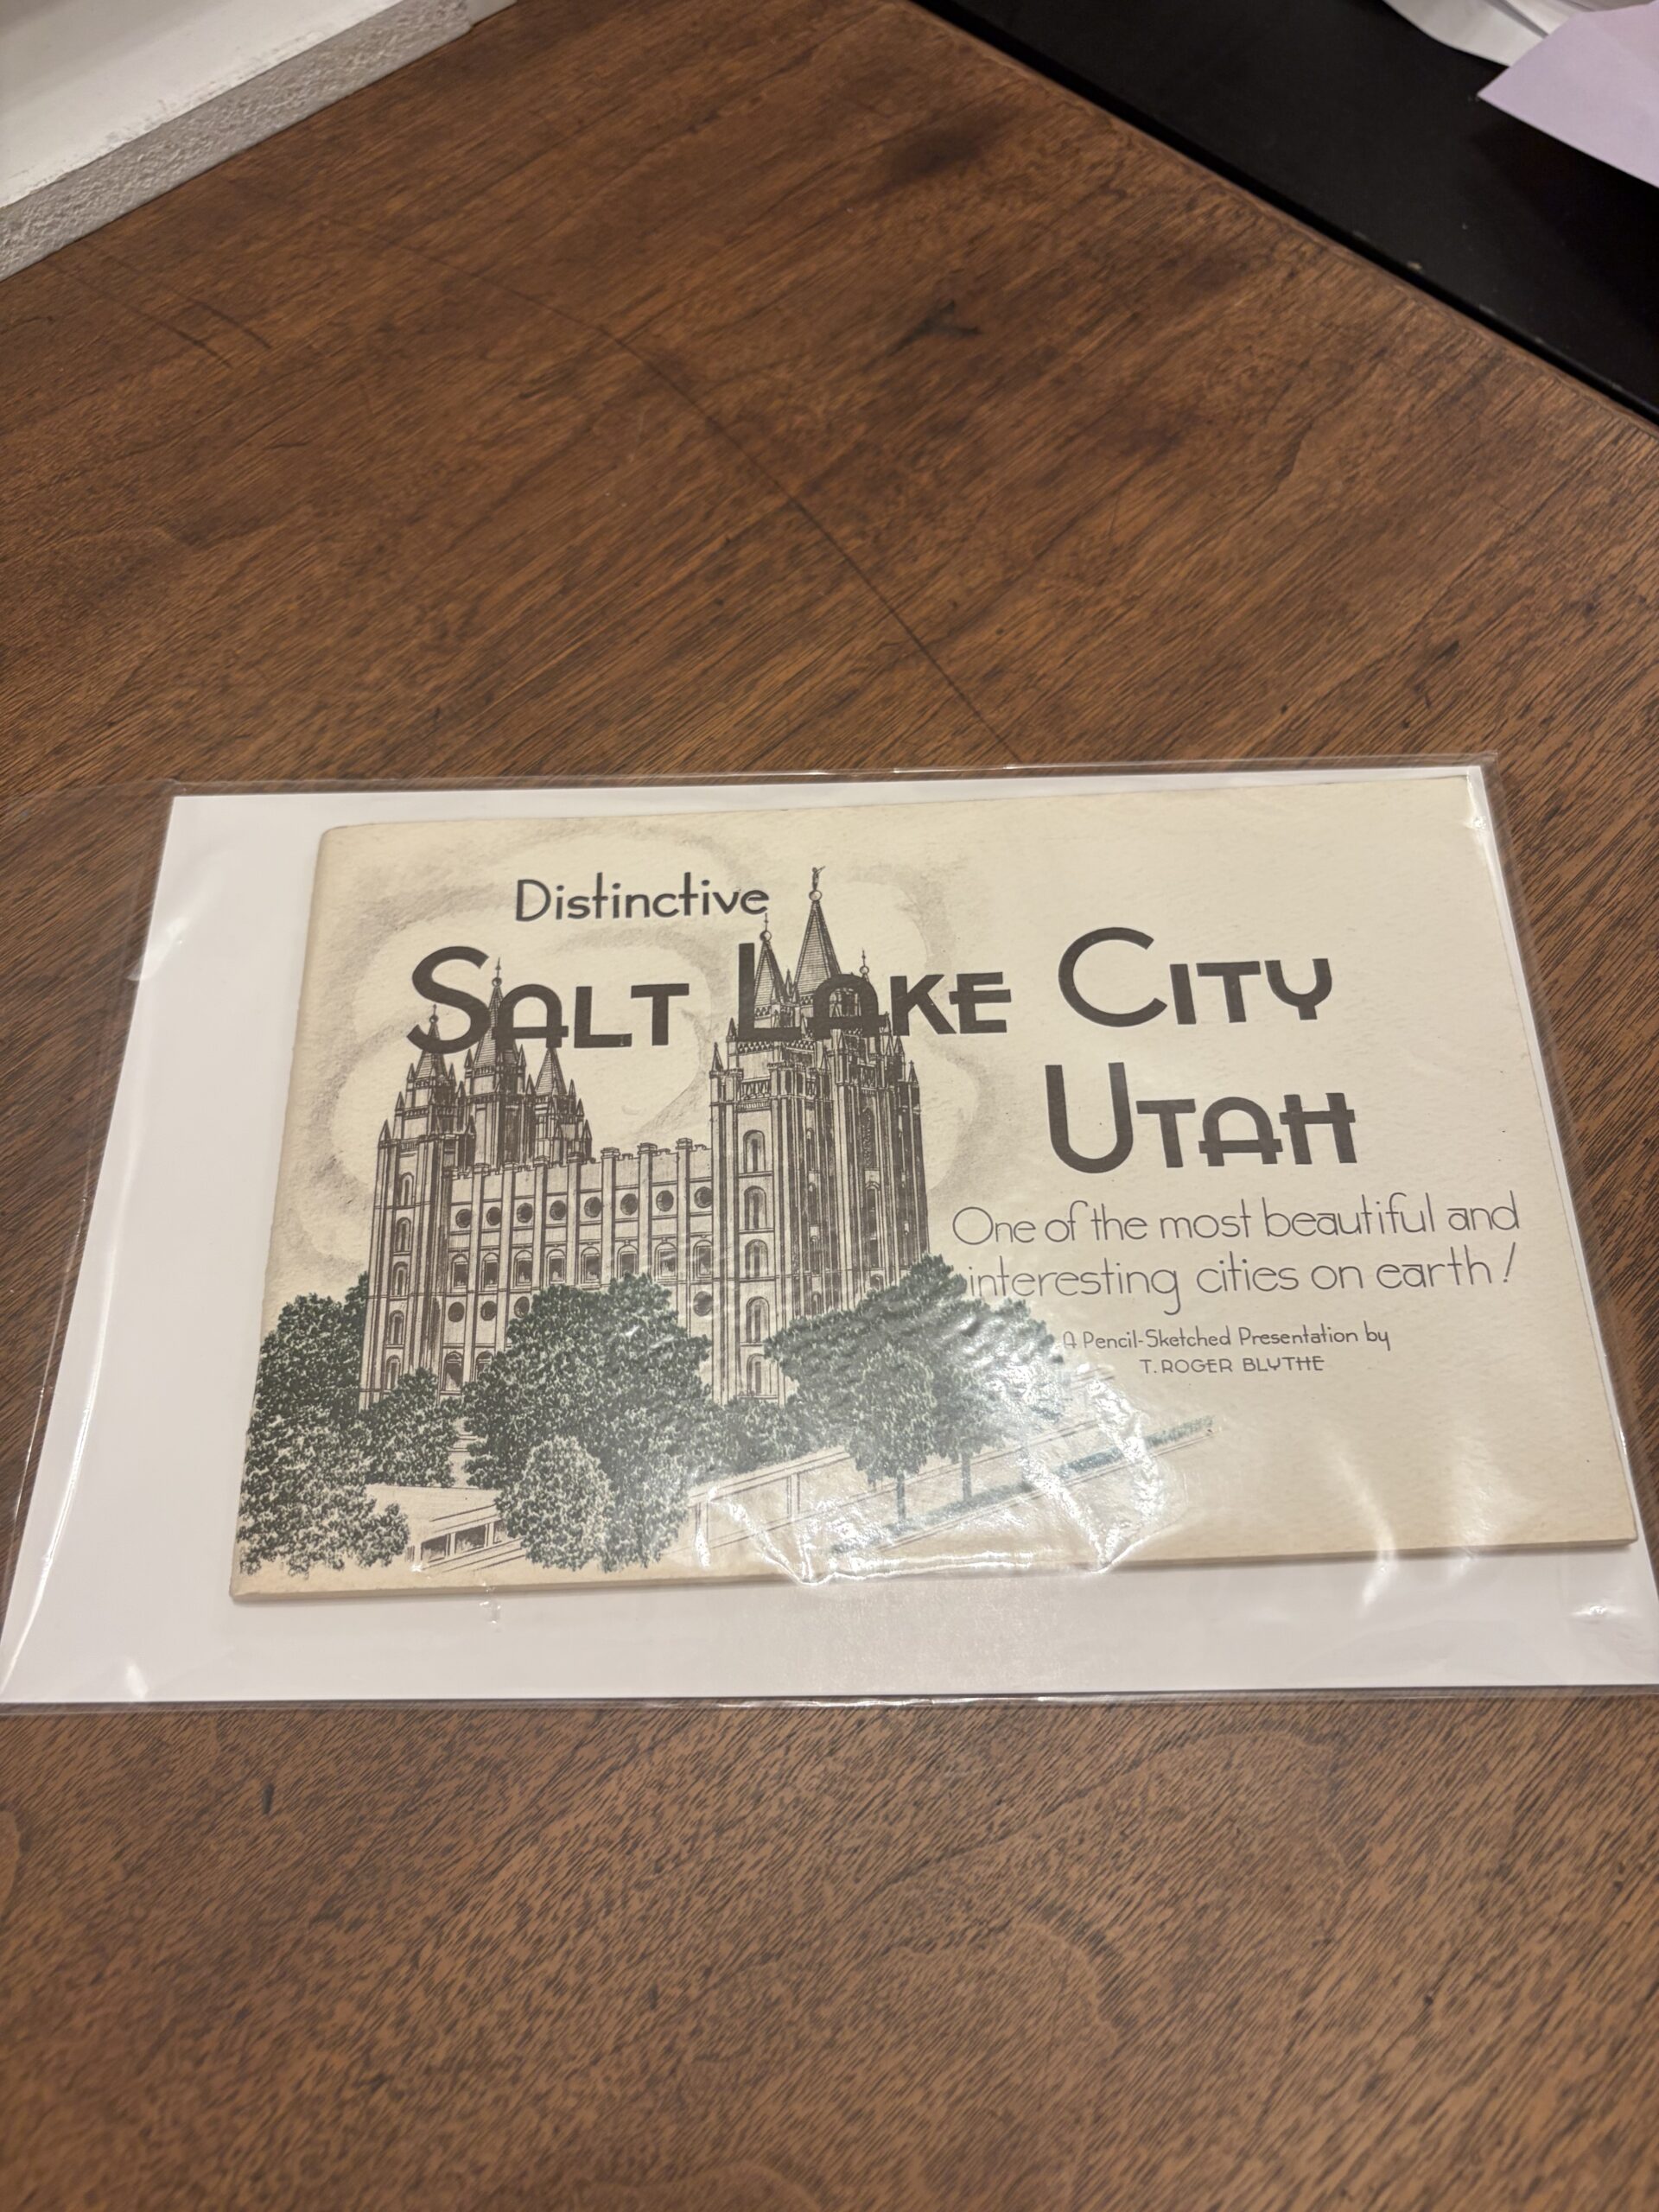 Distinctive
SALT LAKE CITY
UTAH
One of the most beautiful and
interesting cities on earth!
A Pencil-Sketched Presentation by
T. ROGER BLYTHE